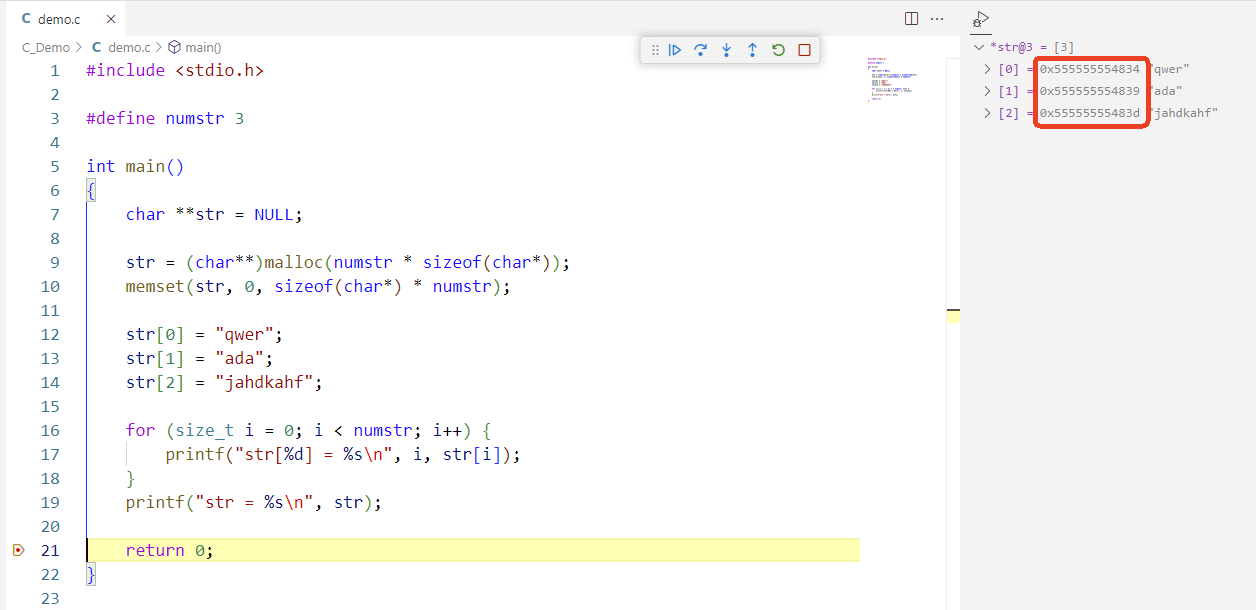 C demo.c ×
C_Demo > C demo.c > main()
1 #include <stdio.h>
2
3 #define numstr 3
4
5 int main()
6 {
7 char **str = NULL;
8
9 str = (char**)malloc(numstr * sizeof(char*));
10 memset(str, 0, sizeof(char*) * numstr);
11
12 str[0] = "qwer";
13 str[1] = "ada";
14 str[2] = "jahdkahf";
15
16 for (size_t i = 0; i < numstr; i++) {
17 printf("str[%d] = %s\n", i, str[i]);
18 }
19 printf("str = %s\n", str);
20
21 return 0;
22 }
23
*str@3 = [3]
[0] = 0x555555554834 "qwer"
[1] = 0x555555554839 "ada"
[2] = 0x55555555483d "jahdkahf"